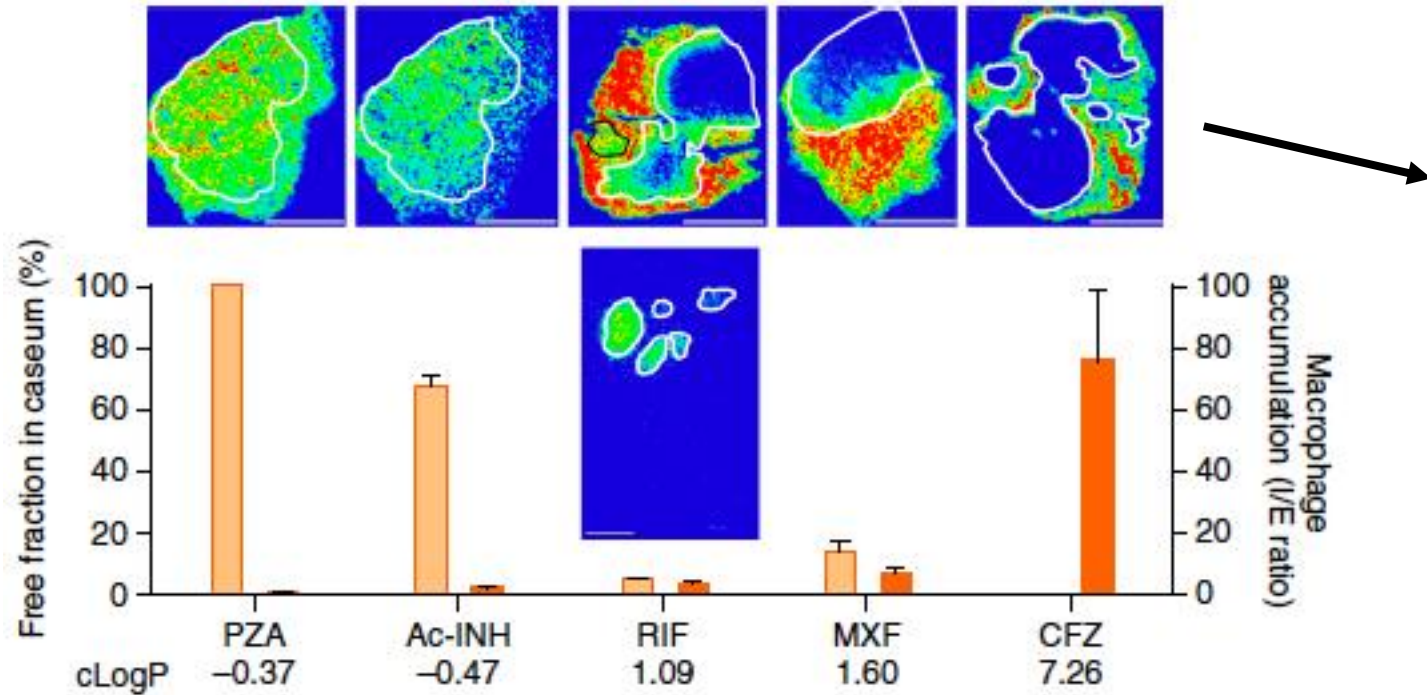 Free fraction in caseum (%)
100
80
60
40
20
0
100
80
60
40
20
0
Macrophage
accumulation (I/E ratio)
PZA Ac-INH RIF MXF CFZ
cLogP –0.37 –0.47 1.09 1.60 7.26